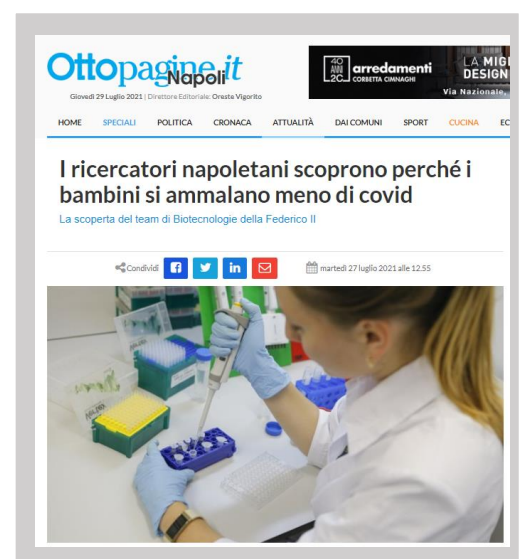 Ottopagine.it
Napoli
Giovedì 29 Luglio 2021 | Direttore Editoriale: Oreste Vigorito
40 ANNI
2C arredamenti
CORBETTA CIMNAGHI
LA MIGL
DESIGN
Via Nazionale,
HOME SPECIALI POLITICA CRONACA ATTUALITÀ DAI COMUNI SPORT CUCINA EC
I ricercatori napoletani scoprono perché i
bambini si ammalano meno di covid
La scoperta del team di Biotecnologie della Federico II
Condividi
martedì 27 luglio 2021 alle 12.55